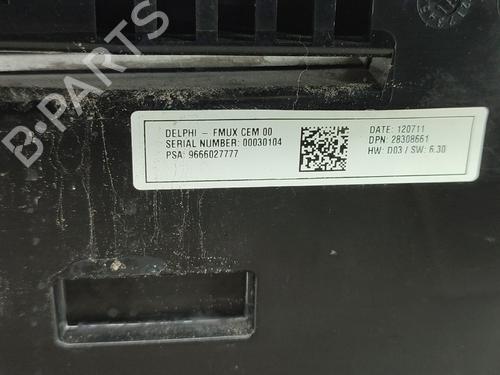 DELPHI – FMUX CEM 00
SERIAL NUMBER: 00030104
PSA: 9666027777
DATE: 120711
DPN: 28308661
HW: D03 / SW: 6.30
B-PARTS